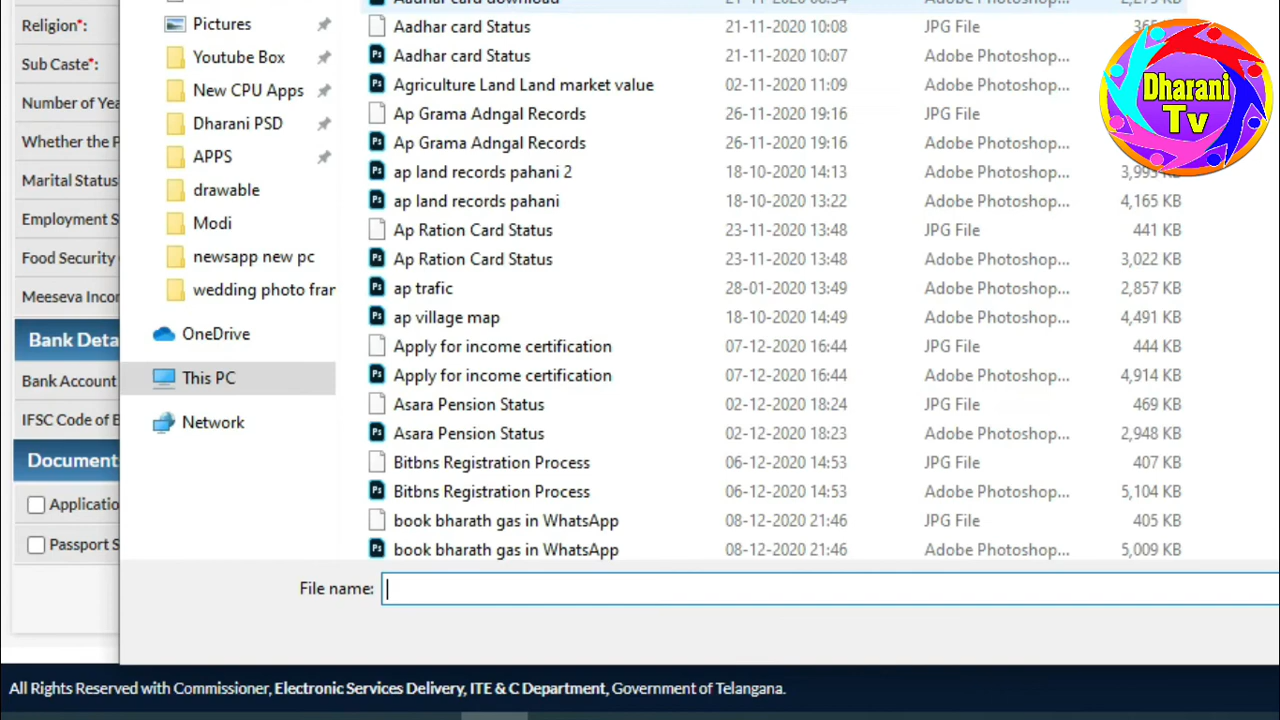 Religion*:
Sub Caste*:
Number of Yea
Whether the P
Marital Status
Employment S
Food Security
Meeseva Incor
Bank Deta
Bank Account
IFSC Code of B
Document
Applicatio
Passport S
Pictures
Youtube Box
New CPU Apps
Dharani PSD
APPS
drawable
Modi
newsapp new pc
wedding photo frar
OneDrive
This PC
Network
Aadhar card download 21-11-2020 08:54 Adobe Photoshop... 2,275 KB
Aadhar card Status 21-11-2020 10:08 JPG File 365
Aadhar card Status 21-11-2020 10:07 Adobe Photoshop...
Agriculture Land Land market value 02-11-2020 11:09 Adobe Photoshop...
Ap Grama Adngal Records 26-11-2020 19:16 JPG File
Ap Grama Adngal Records 26-11-2020 19:16 Adobe Photoshop...
ap land records pahani 2 18-10-2020 14:13 Adobe Photoshop... 3,995 KB
ap land records pahani 18-10-2020 13:22 Adobe Photoshop... 4,165 KB
Ap Ration Card Status 23-11-2020 13:48 JPG File 441 KB
Ap Ration Card Status 23-11-2020 13:48 Adobe Photoshop... 3,022 KB
ap trafic 28-01-2020 13:49 Adobe Photoshop... 2,857 KB
ap village map 18-10-2020 14:49 Adobe Photoshop... 4,491 KB
Apply for income certification 07-12-2020 16:44 JPG File 444 KB
Apply for income certification 07-12-2020 16:44 Adobe Photoshop... 4,914 KB
Asara Pension Status 02-12-2020 18:24 JPG File 469 KB
Asara Pension Status 02-12-2020 18:23 Adobe Photoshop... 2,948 KB
Bitbns Registration Process 06-12-2020 14:53 JPG File 407 KB
Bitbns Registration Process 06-12-2020 14:53 Adobe Photoshop... 5,104 KB
book bharath gas in WhatsApp 08-12-2020 21:46 JPG File 405 KB
book bharath gas in WhatsApp 08-12-2020 21:46 Adobe Photoshop... 5,009 KB
File name:
Dharani
Tv
All Rights Reserved with Commissioner, Electronic Services Delivery, ITE & C Department, Government of Telangana.